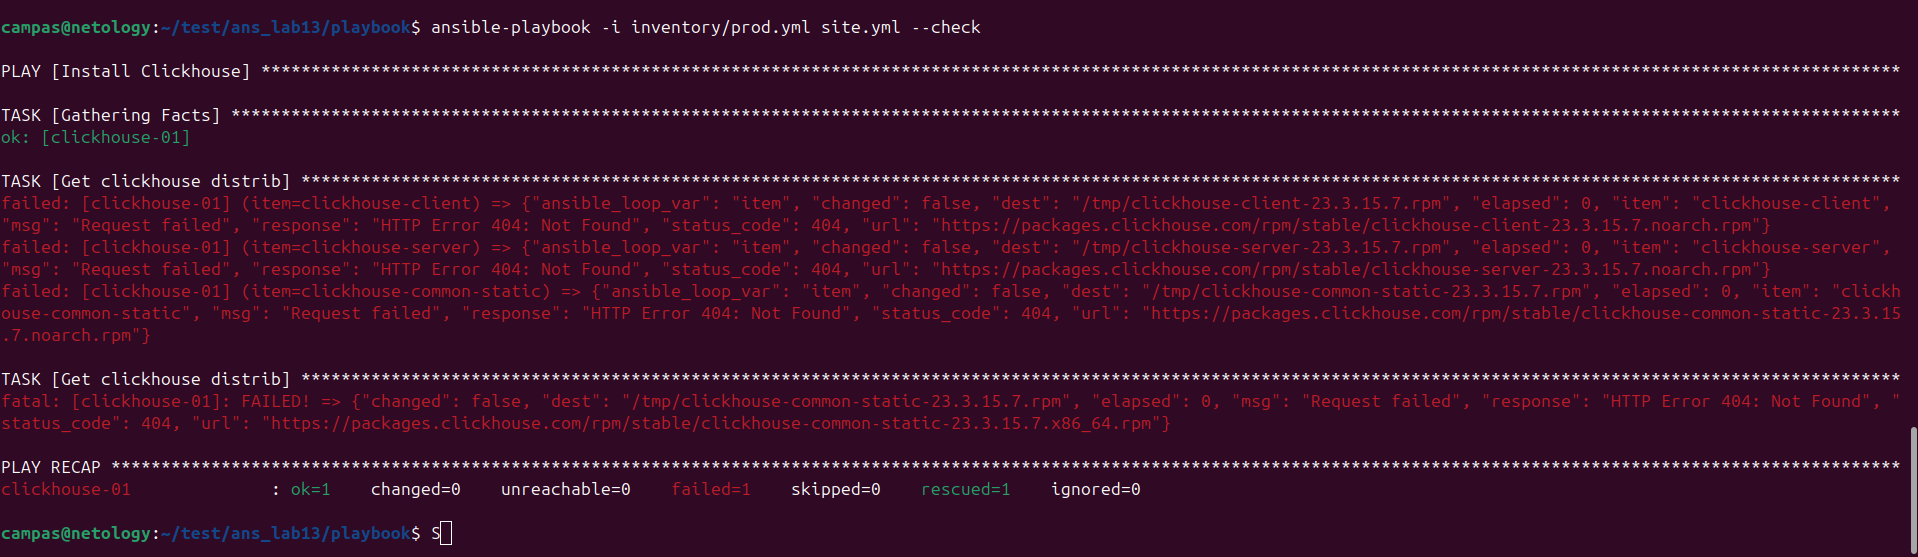 campas@netology:~/test/ans_lab13/playbook$ ansible-playbook -i inventory/prod.yml site.yml --check
PLAY [Install Clickhouse] ********************************************************************************************************************************************************************
TASK [Gathering Facts] ***********************************************************************************************************************************************************************
ok: [clickhouse-01]
TASK [Get clickhouse distrib] ****************************************************************************************************************************************************************
failed: [clickhouse-01] (item=clickhouse-client) => {"ansible_loop_var": "item", "changed": false, "dest": "/tmp/clickhouse-client-23.3.15.7.rpm", "elapsed": 0, "item": "clickhouse-client",
"msg": "Request failed", "response": "HTTP Error 404: Not Found", "status_code": 404, "url": "https://packages.clickhouse.com/rpm/stable/clickhouse-client-23.3.15.7.noarch.rpm"}
failed: [clickhouse-01] (item=clickhouse-server) => {"ansible_loop_var": "item", "changed": false, "dest": "/tmp/clickhouse-server-23.3.15.7.rpm", "elapsed": 0, "item": "clickhouse-server",
"msg": "Request failed", "response": "HTTP Error 404: Not Found", "status_code": 404, "url": "https://packages.clickhouse.com/rpm/stable/clickhouse-server-23.3.15.7.noarch.rpm"}
failed: [clickhouse-01] (item=clickhouse-common-static) => {"ansible_loop_var": "item", "changed": false, "dest": "/tmp/clickhouse-common-static-23.3.15.7.rpm", "elapsed": 0, "item": "clickh
ouse-common-static", "msg": "Request failed", "response": "HTTP Error 404: Not Found", "status_code": 404, "url": "https://packages.clickhouse.com/rpm/stable/clickhouse-common-static-23.3.15
.7.noarch.rpm"}
TASK [Get clickhouse distrib] ****************************************************************************************************************************************************************
fatal: [clickhouse-01]: FAILED! => {"changed": false, "dest": "/tmp/clickhouse-common-static-23.3.15.7.rpm", "elapsed": 0, "msg": "Request failed", "response": "HTTP Error 404: Not Found", "
status_code": 404, "url": "https://packages.clickhouse.com/rpm/stable/clickhouse-common-static-23.3.15.7.x86_64.rpm"}
PLAY RECAP ***********************************************************************************************************************************************************************************
clickhouse-01              : ok=1    changed=0    unreachable=0    failed=1    skipped=0    rescued=1    ignored=0
campas@netology:~/test/ans_lab13/playbook$ S